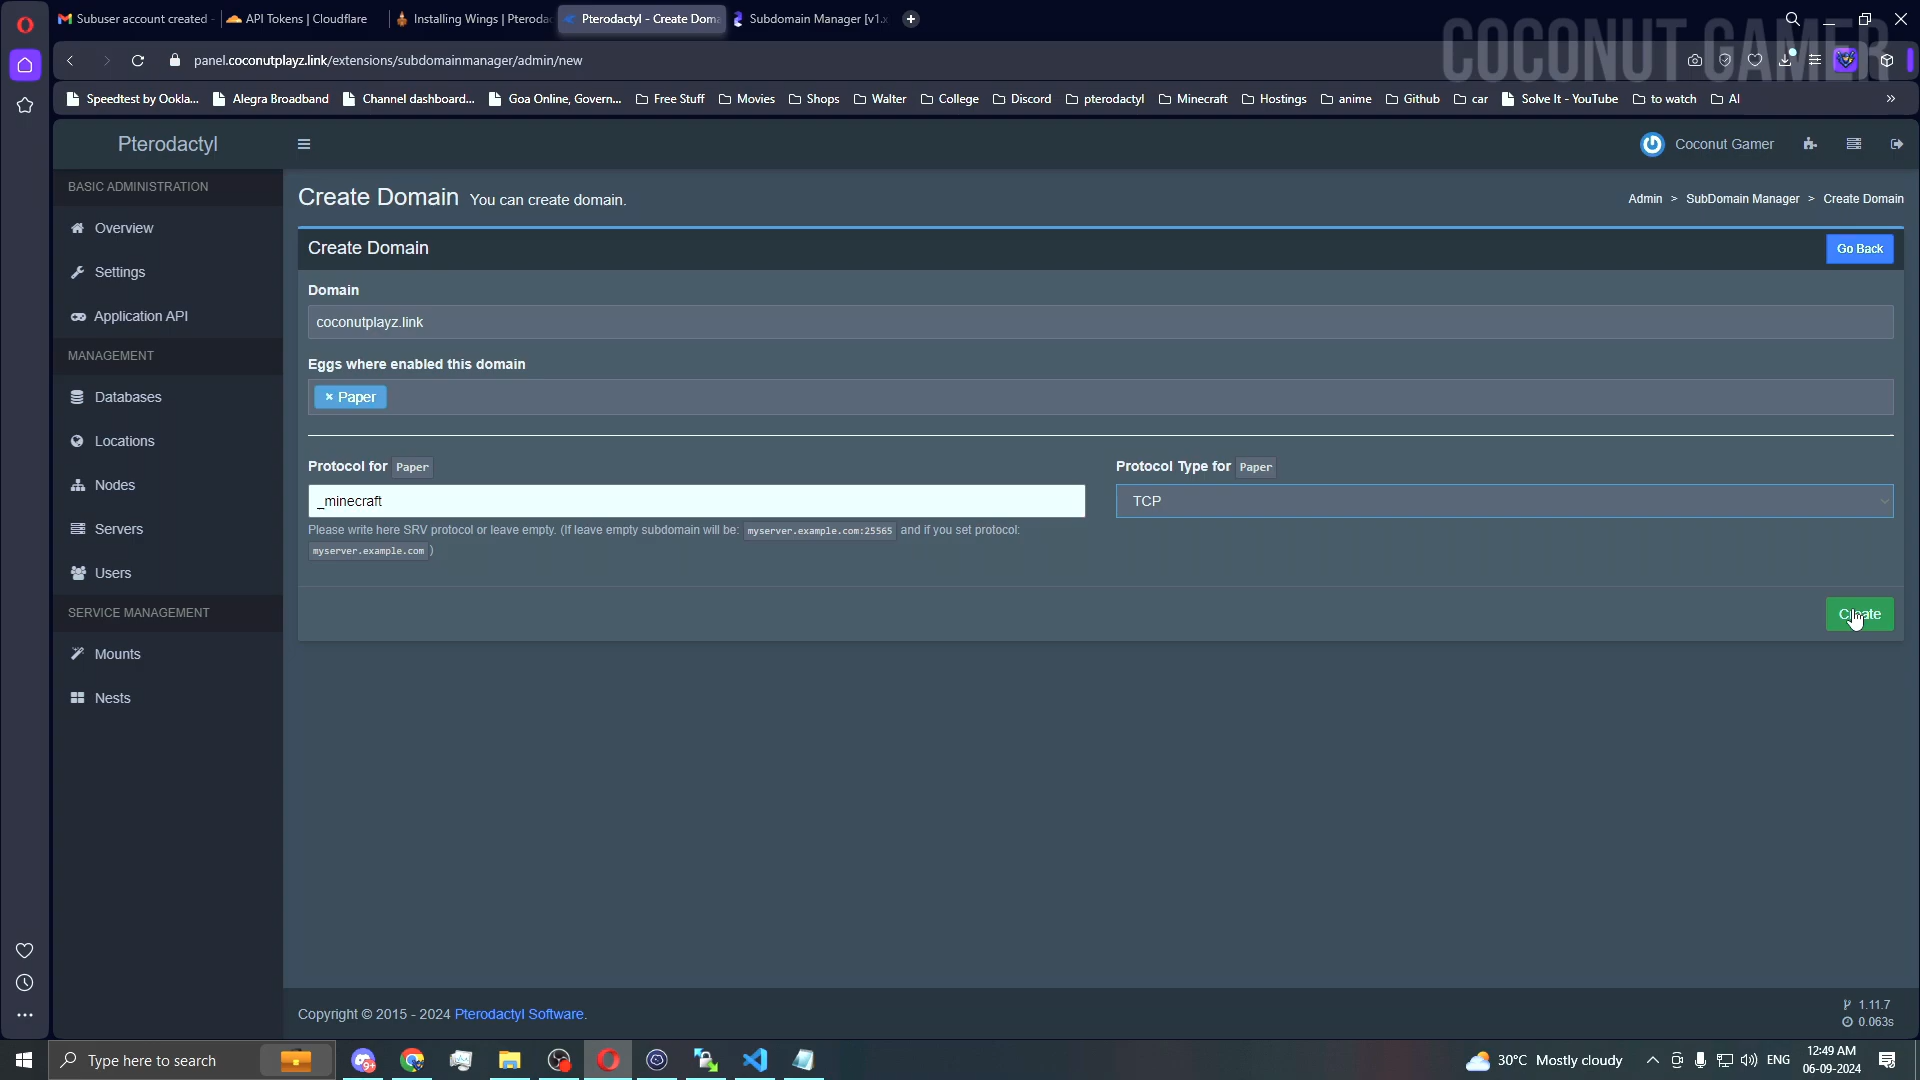 Subuser account created
API Tokens | Cloudflare
Installing Wings | Pteroda
Pterodactyl - Create Doma
Subdomain Manager [v1.
COCONUT GAMER
panel.coconutplayz.link/extensions/subdomainmanager/admin/new
Speedtest by Ookla...
Alegra Broadband
Channel dashboard...
Goa Online, Govern...
Free Stuff
Movies
Shops
Walter
College
Discord
pterodactyl
Minecraft
Hostings
anime
Github
car
Solve It - YouTube
to watch
AI
»
Pterodactyl
Coconut Gamer
BASIC ADMINISTRATION
Overview
Settings
Application API
MANAGEMENT
Databases
Locations
Nodes
Servers
Users
SERVICE MANAGEMENT
Mounts
Nests
Create Domain You can create domain.
Admin > SubDomain Manager > Create Domain
Create Domain
Go Back
Domain
coconutplayz.link
Eggs where enabled this domain
× Paper
Protocol for Paper
_minecraft
Please write here SRV protocol or leave empty. (If leave empty subdomain will be: myserver.example.com:25565 and if you set protocol:
myserver.example.com )
Protocol Type for Paper
TCP
Create
Copyright © 2015 - 2024 Pterodactyl Software.
1.11.7
0.063s
Type here to search
9+
30°C Mostly cloudy
ENG
12:49 AM
06-09-2024